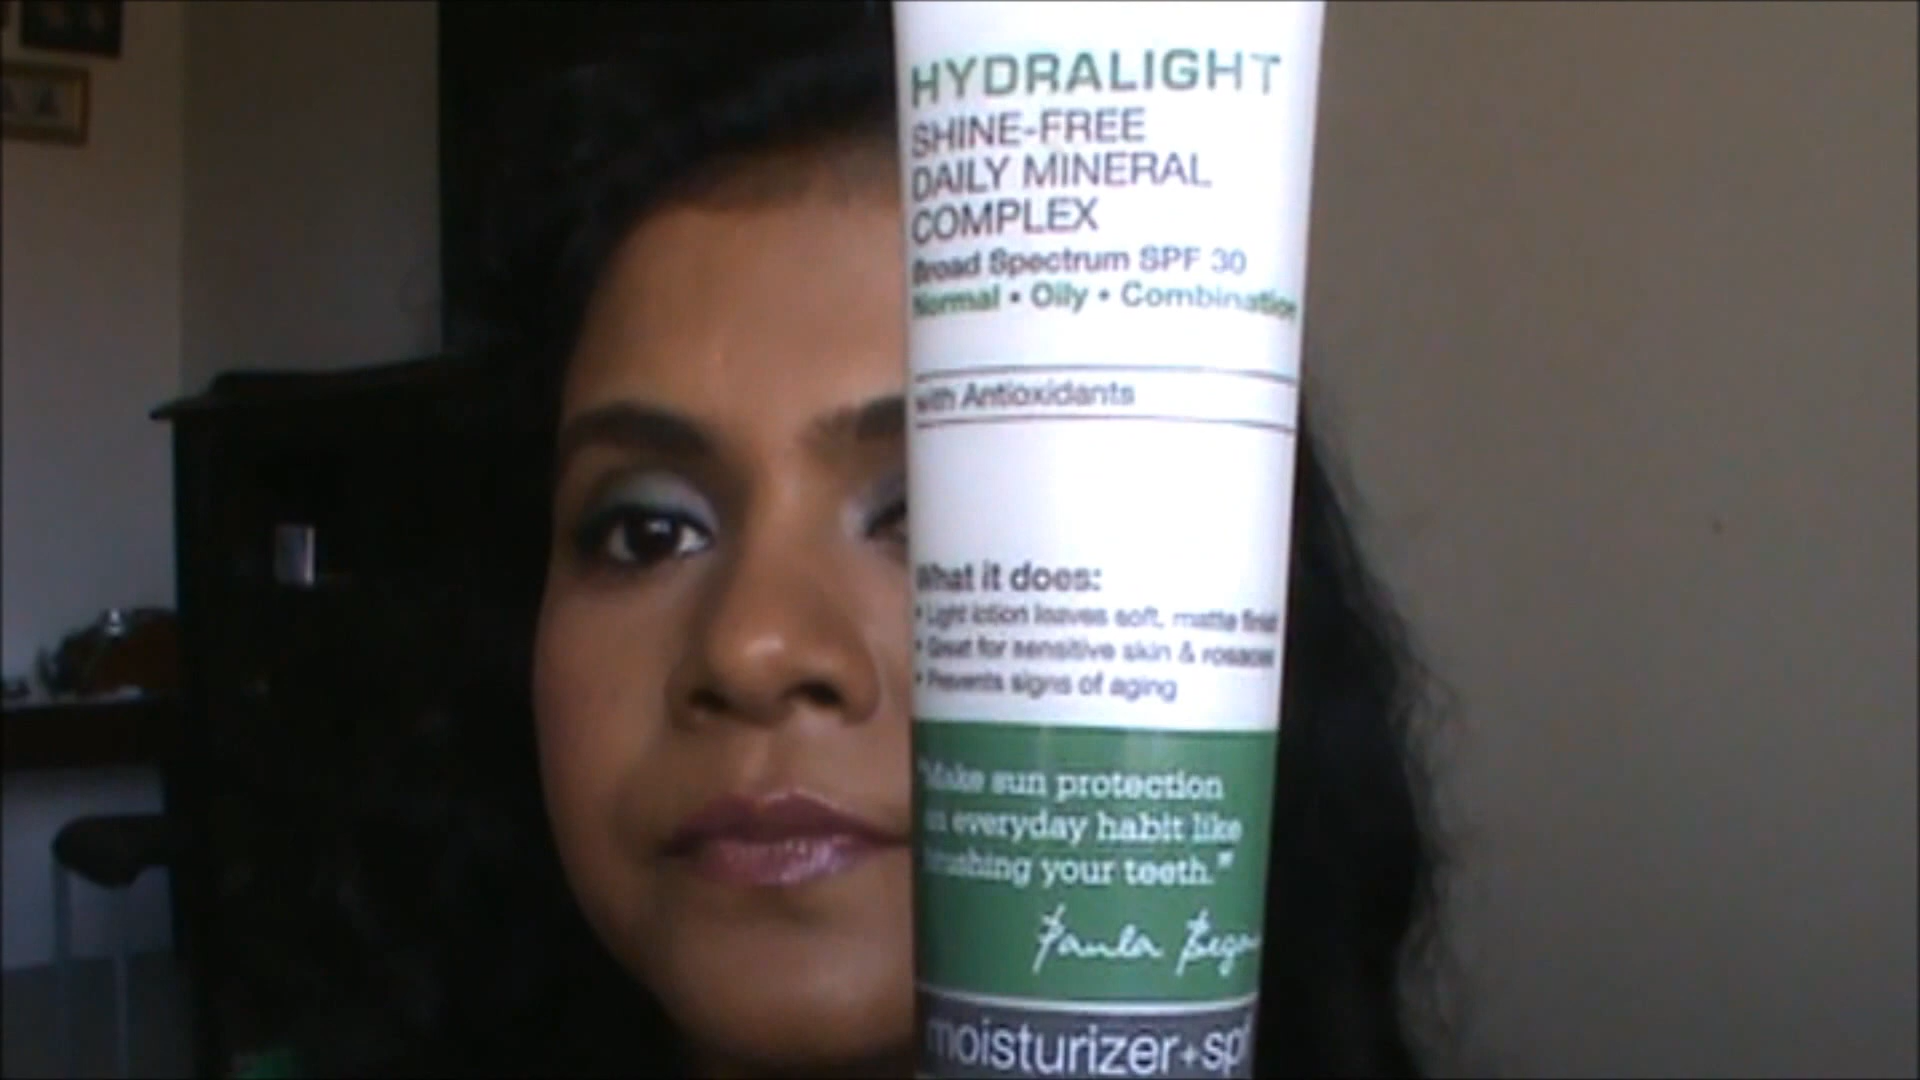 HYDRALIGHT
SHINE-FREE
DAILY MINERAL
COMPLEX
Broad Spectrum SPF 30
Normal • Oily • Combination
with Antioxidants
What it does:
• Light lotion leaves soft, matte finish
• Great for sensitive skin & rosacea
• Prevents signs of aging
"Make sun protection
an everyday habit like
brushing your teeth."
Paula Begoun
moisturizer+spf